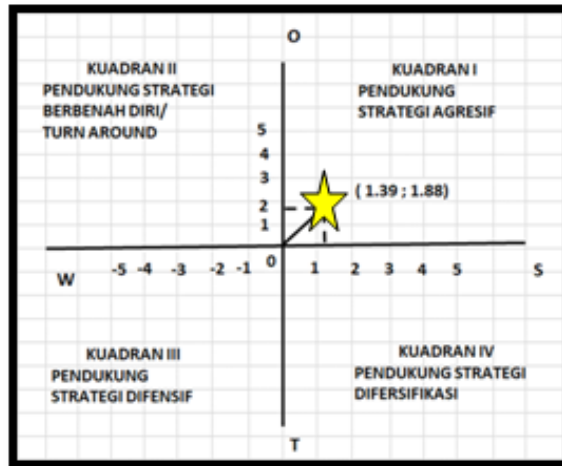 O
KUADRAN II
PENDUKUNG STRATEGI
BERBENAH DIRI/
TURN AROUND
KUADRAN I
PENDUKUNG
STRATEGI AGRESIF
5
4
3
2
1
( 1.39 ; 1.88)
0
W
-5 -4 -3 -2 -1
1 2 3 4 5
S
KUADRAN III
PENDUKUNG
STRATEGI DIFENSIF
KUADRAN IV
PENDUKUNG STRATEGI
DIFERSIFIKASI
T